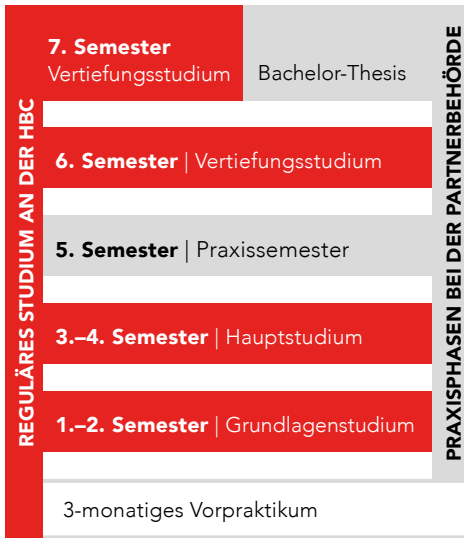 7. Semester
Vertiefungsstudium
Bachelor-Thesis
6. Semester | Vertiefungsstudium
5. Semester | Praxissemester
3.–4. Semester | Hauptstudium
1.–2. Semester | Grundlagenstudium
3-monatiges Vorpraktikum
REGULÄRES STUDIUM AN DER HBC
PRAXISPHASEN BEI DER PARTNERBEHÖRDE